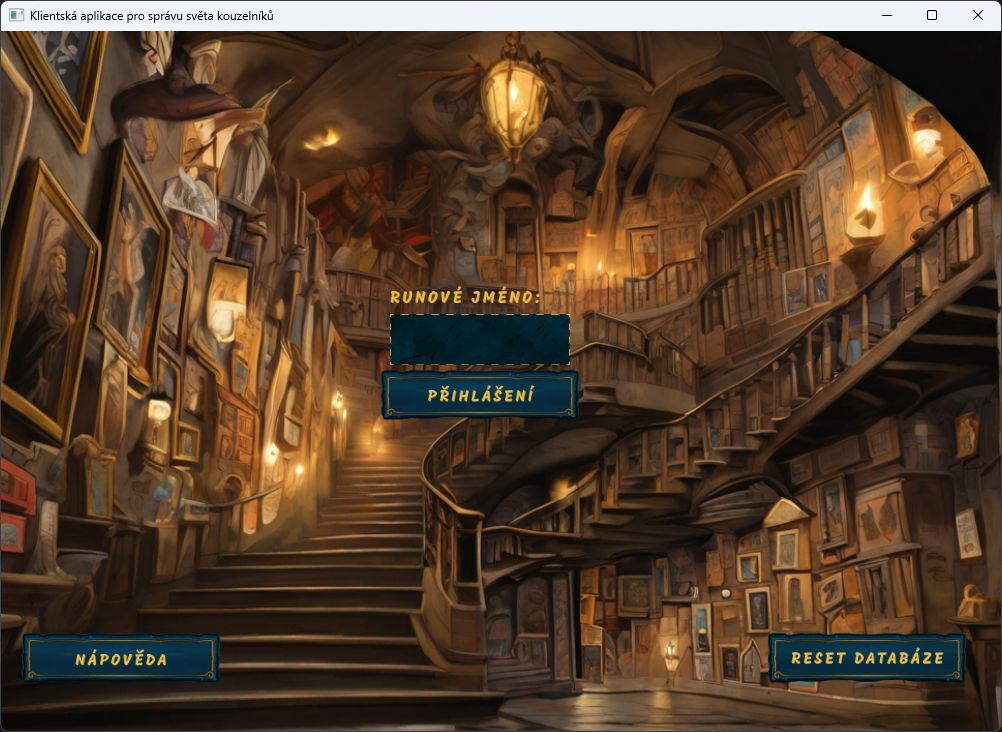 Klientská aplikace pro správu světa kouzelníků
RUNOVÉ JMÉNO:
PŘIHLÁŠENÍ
NÁPOVĚDA
RESET DATABÁZE